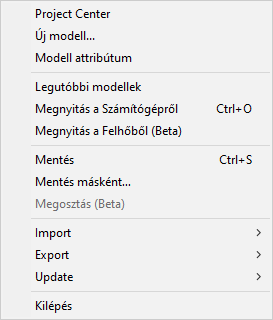 Project Center
Új modell...
Modell attribútum
Legutóbbi modellek
Megnyitás a Számítógépről Ctrl+O
Megnyitás a Felhőből (Beta)
Mentés Ctrl+S
Mentés másként...
Megosztás (Beta)
Import
Export
Update
Kilépés